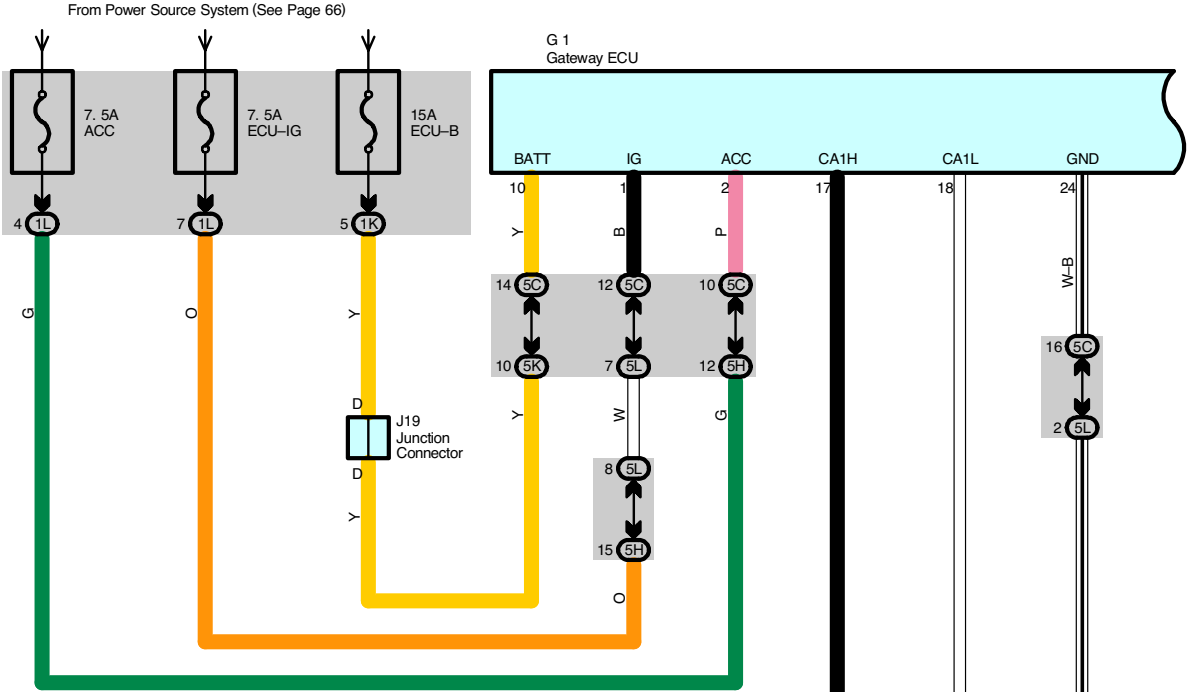 From Power Source System (See Page 66)
G 1
Gateway ECU
7. 5A
ACC
7. 5A
ECU–IG
15A
ECU–B
BATT IG ACC CA1H CA1L GND
10 1 2 17 18 24
4 1L 7 1L 5 1K
Y B P W–B
14 5C 12 5C 10 5C
G O Y
16 5C
10 5K 7 5L 12 5H
D
J19
Junction
Connector
Y W G
2 5L
D
8 5L
Y
15 5H
O